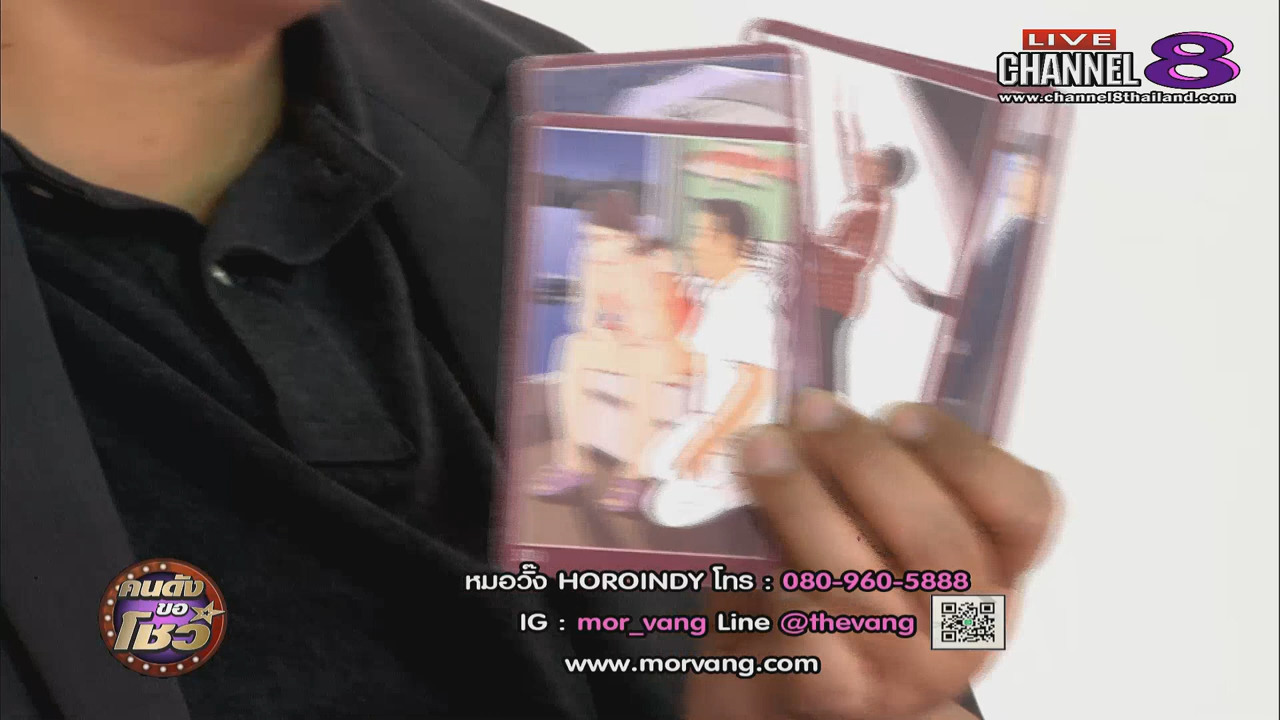 LIVE
CHANNEL 8
www.channel8thailand.com
หมอวั๊ง HOROINDY โทร : 080-960-5888
IG : mor_vang Line @thevang
www.morvang.com
คนดัง
ขอ
โชว์